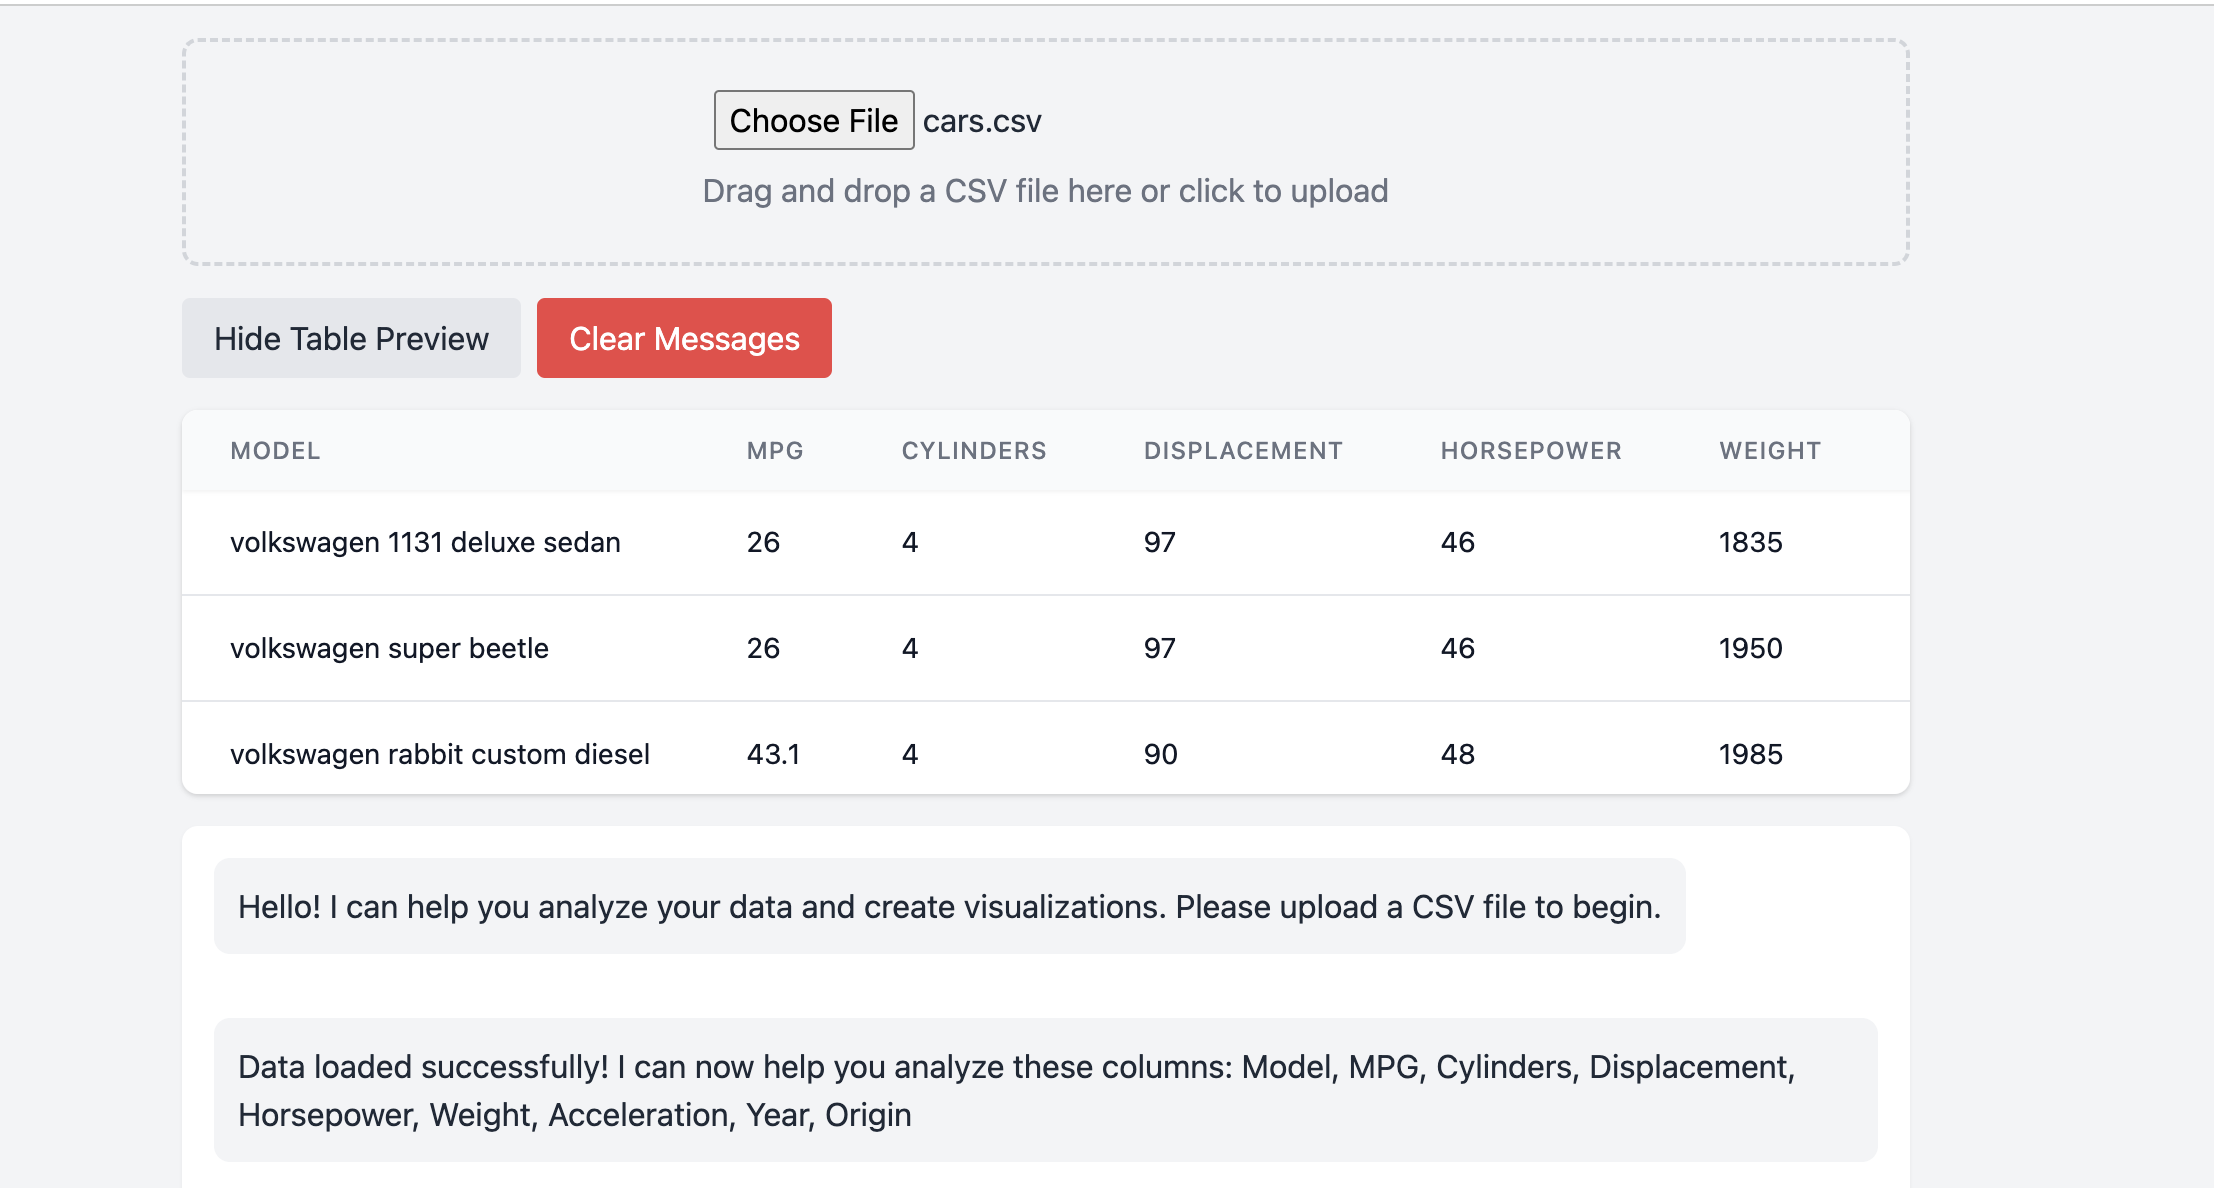 Choose File cars.csv
Drag and drop a CSV file here or click to upload
Hide Table Preview Clear Messages
MODEL MPG CYLINDERS DISPLACEMENT HORSEPOWER WEIGHT
volkswagen 1131 deluxe sedan 26 4 97 46 1835
volkswagen super beetle 26 4 97 46 1950
volkswagen rabbit custom diesel 43.1 4 90 48 1985
Hello! I can help you analyze your data and create visualizations. Please upload a CSV file to begin.
Data loaded successfully! I can now help you analyze these columns: Model, MPG, Cylinders, Displacement,
Horsepower, Weight, Acceleration, Year, Origin